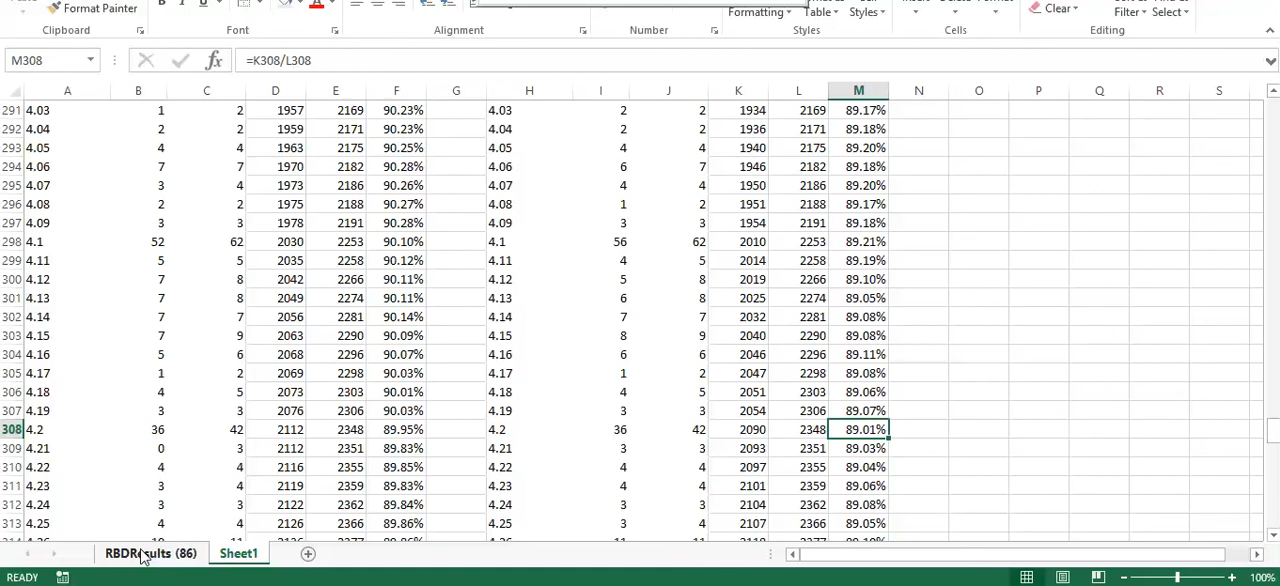 Format Painter B I U A Formatting Table Styles Clear Filter Select
Clipboard Font Alignment Number Styles Cells Editing
M308 fx =K308/L308
A B C D E F G H I J K L M N O P Q R S
291 4.03 1 2 1957 2169 90.23% 4.03 2 2 1934 2169 89.17%
292 4.04 2 2 1959 2171 90.23% 4.04 2 2 1936 2171 89.18%
293 4.05 4 4 1963 2175 90.25% 4.05 4 4 1940 2175 89.20%
294 4.06 7 7 1970 2182 90.28% 4.06 6 7 1946 2182 89.18%
295 4.07 3 4 1973 2186 90.26% 4.07 4 4 1950 2186 89.20%
296 4.08 2 2 1975 2188 90.27% 4.08 1 2 1951 2188 89.17%
297 4.09 3 3 1978 2191 90.28% 4.09 3 3 1954 2191 89.18%
298 4.1 52 62 2030 2253 90.10% 4.1 56 62 2010 2253 89.21%
299 4.11 5 5 2035 2258 90.12% 4.11 4 5 2014 2258 89.19%
300 4.12 7 8 2042 2266 90.11% 4.12 5 8 2019 2266 89.10%
301 4.13 7 8 2049 2274 90.11% 4.13 6 8 2025 2274 89.05%
302 4.14 7 7 2056 2281 90.14% 4.14 7 7 2032 2281 89.08%
303 4.15 7 9 2063 2290 90.09% 4.15 8 9 2040 2290 89.08%
304 4.16 5 6 2068 2296 90.07% 4.16 6 6 2046 2296 89.11%
305 4.17 1 2 2069 2298 90.03% 4.17 1 2 2047 2298 89.08%
306 4.18 4 5 2073 2303 90.01% 4.18 4 5 2051 2303 89.06%
307 4.19 3 3 2076 2306 90.03% 4.19 3 3 2054 2306 89.07%
308 4.2 36 42 2112 2348 89.95% 4.2 36 42 2090 2348 89.01%
309 4.21 0 3 2112 2351 89.83% 4.21 3 3 2093 2351 89.03%
310 4.22 4 4 2116 2355 89.85% 4.22 4 4 2097 2355 89.04%
311 4.23 3 4 2119 2359 89.83% 4.23 4 4 2101 2359 89.06%
312 4.24 3 3 2122 2362 89.84% 4.24 3 3 2104 2362 89.08%
313 4.25 4 4 2126 2366 89.86% 4.25 3 4 2107 2366 89.05%
RBDResults (86) Sheet1
READY 100%